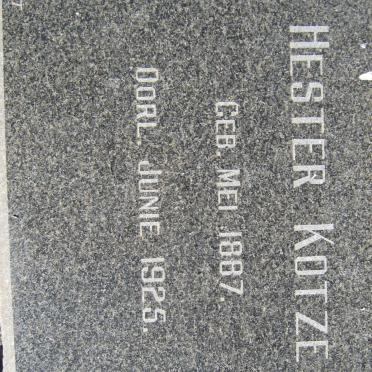 HESTER KOTZE
GEB. MEI 1887.
OORL. JUNIE 1925.